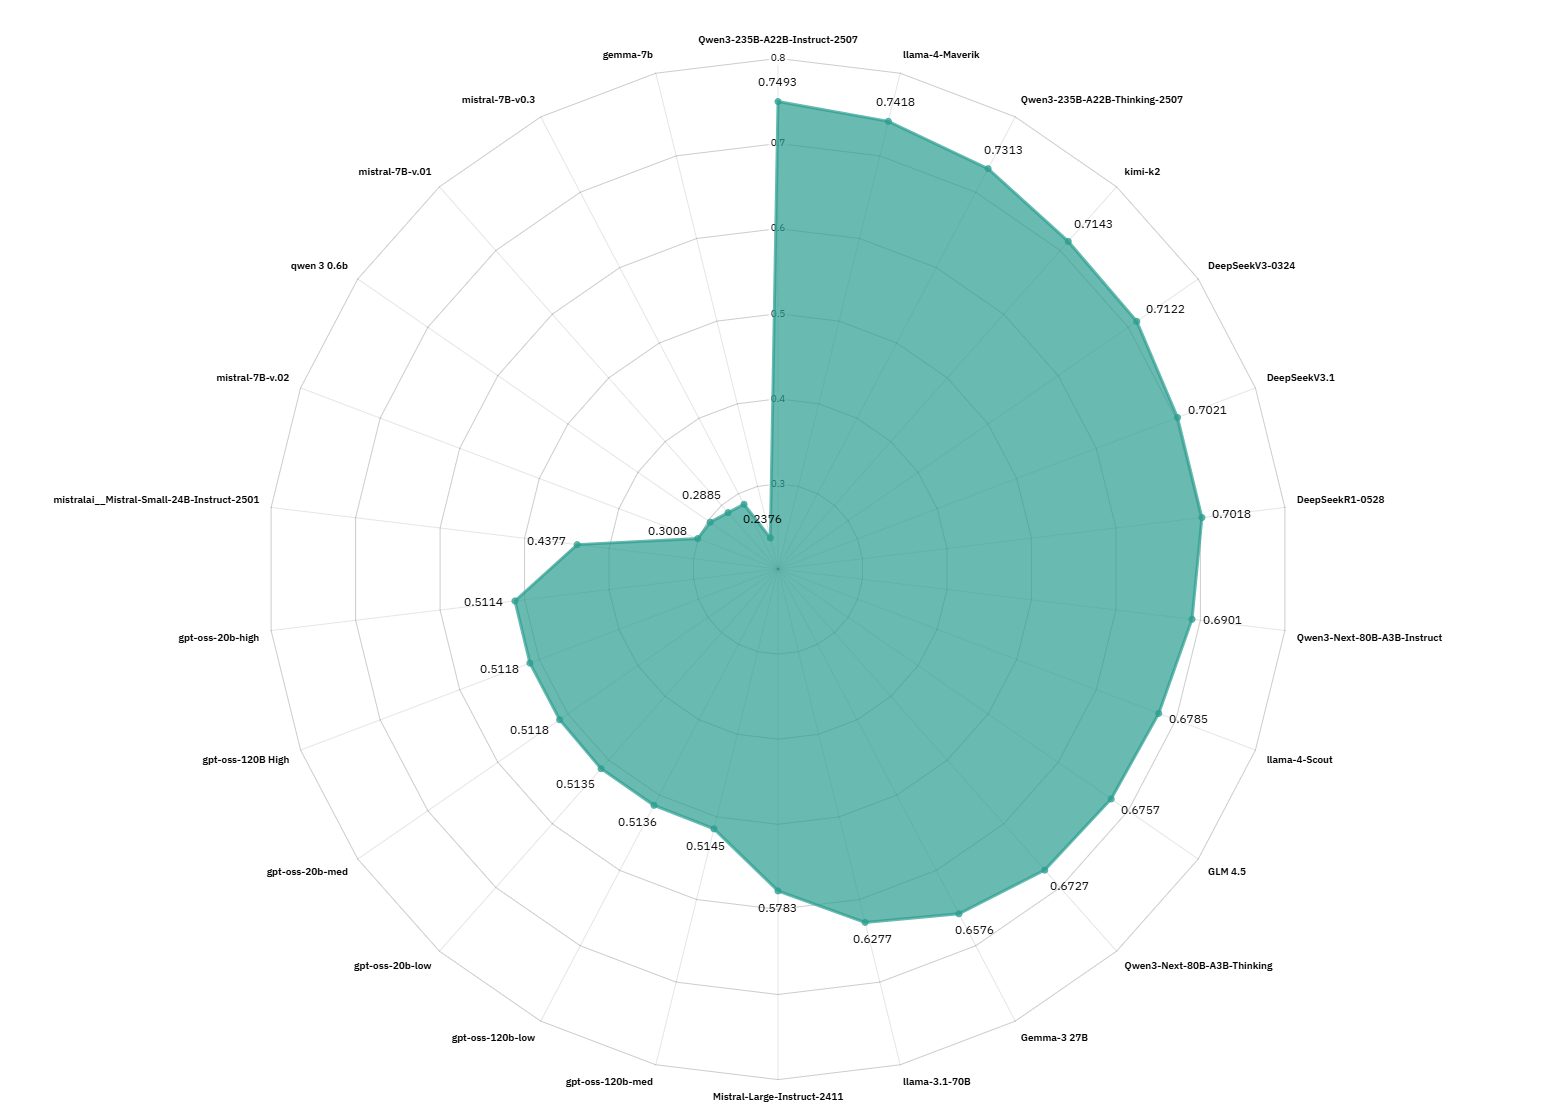 Qwen3-235B-A22B-Instruct-2507
llama-4-Maverik
Qwen3-235B-A22B-Thinking-2507
kimi-k2
DeepSeekV3-0324
DeepSeekV3.1
DeepSeekR1-0528
Qwen3-Next-80B-A3B-Instruct
llama-4-Scout
GLM 4.5
Qwen3-Next-80B-A3B-Thinking
Gemma-3 27B
llama-3.1-70B
Mistral-Large-Instruct-2411
gpt-oss-120b-med
gpt-oss-120b-low
gpt-oss-20b-low
gpt-oss-20b-med
gpt-oss-120B High
gpt-oss-20b-high
mistralai__Mistral-Small-24B-Instruct-2501
mistral-7B-v.02
qwen 3 0.6b
mistral-7B-v.01
mistral-7B-v0.3
gemma-7b
0.8
0.7
0.6
0.5
0.4
0.3
0.7493
0.7418
0.7313
0.7143
0.7122
0.7021
0.7018
0.6901
0.6785
0.6757
0.6727
0.6576
0.6277
0.5783
0.5145
0.5136
0.5135
0.5118
0.5118
0.5114
0.4377
0.3008
0.2885
0.2376